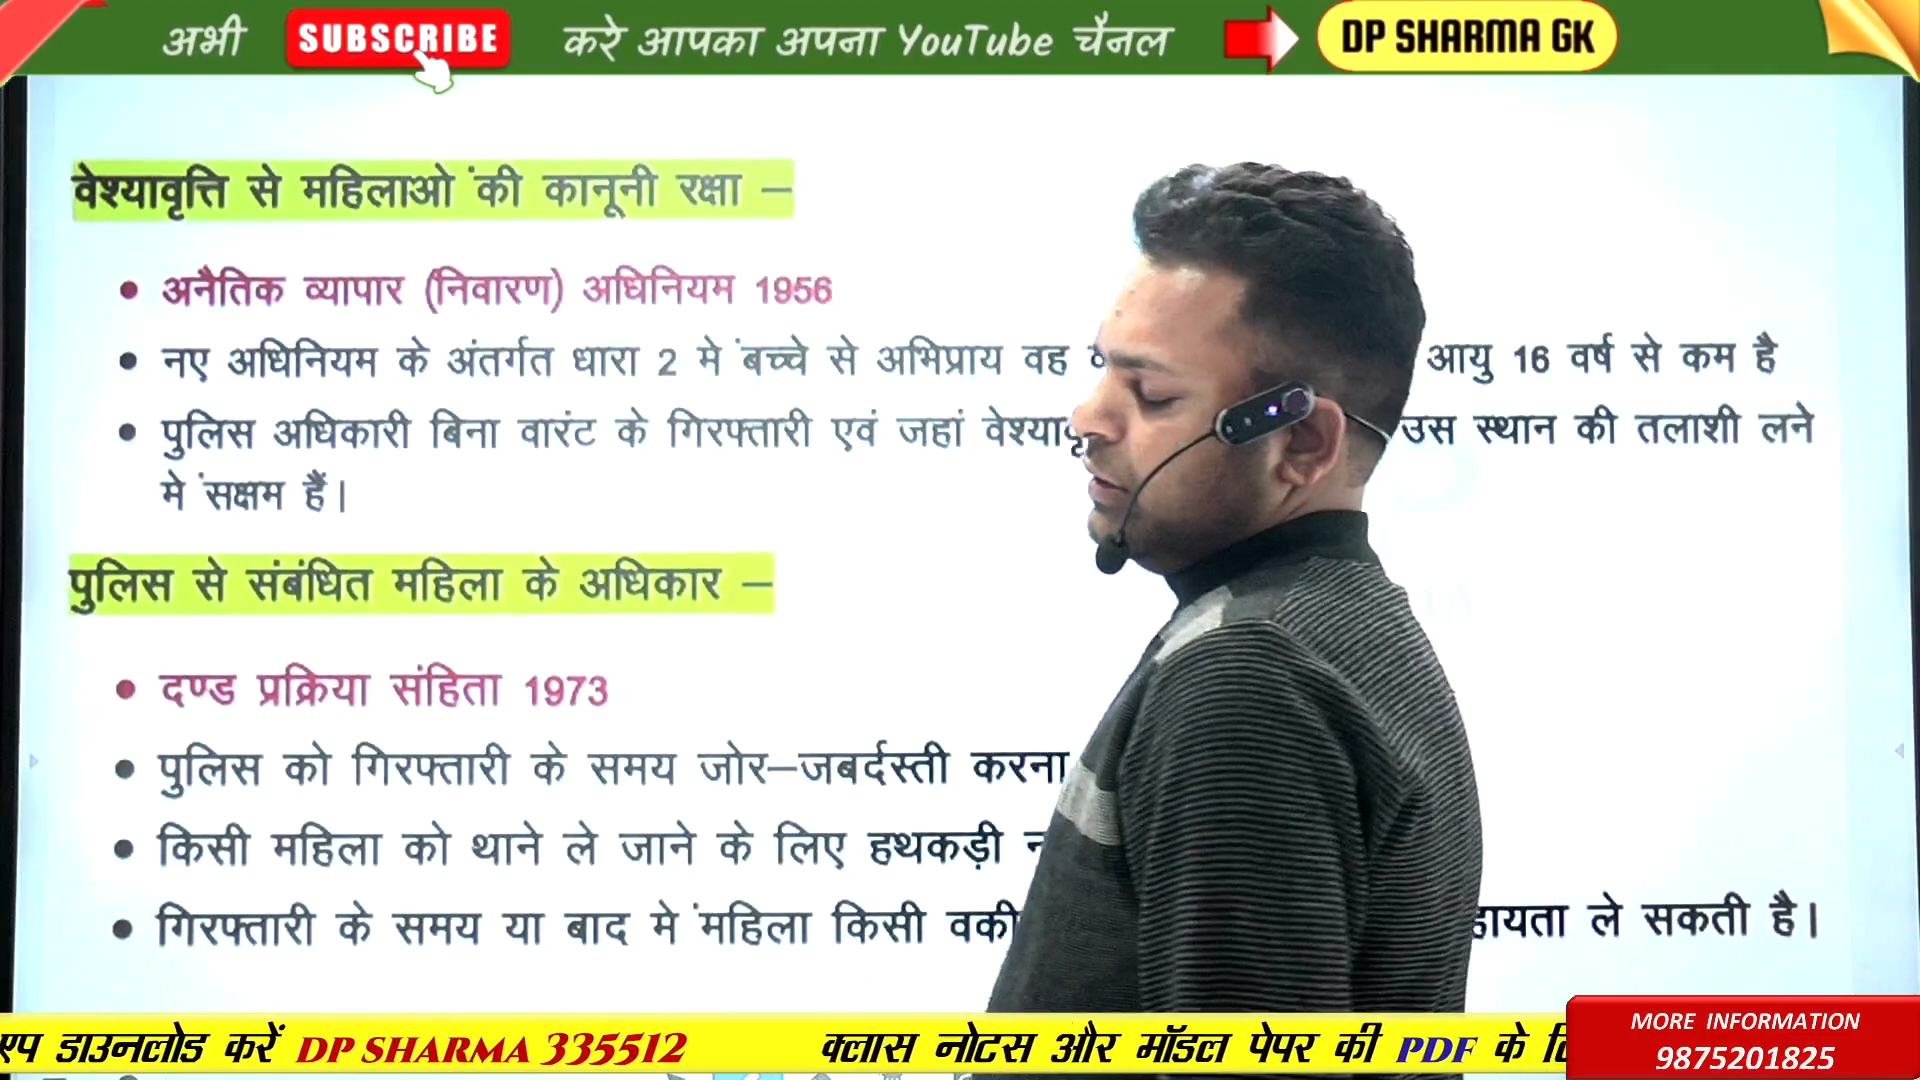 अभी SUBSCRIBE करे आपका अपना YouTube चैनल DP SHARMA GK
वेश्यावृत्ति से महिलाओं की कानूनी रक्षा –
• अनैतिक व्यापार (निवारण) अधिनियम 1956
• नए अधिनियम के अंतर्गत धारा 2 में बच्चे से अभिप्राय वह आयु 16 वर्ष से कम है
• पुलिस अधिकारी बिना वारंट के गिरफ्तारी एवं जहां उस स्थान की तलाशी लने
में सक्षम हैं।
पुलिस से संबंधित महिला के अधिकार –
• दण्ड प्रक्रिया संहिता 1973
• पुलिस को गिरफ्तारी के समय जोर–जबर्दस्ती करना
• किसी महिला को थाने ले जाने के लिए हथकड़ी
• गिरफ्तारी के समय या बाद में महिला किसी ले सकती है।
डाउनलोड करें DP SHARMA 335512 क्लास नोटस और मॉडल पेपर की PDF के
MORE INFORMATION
9875201825